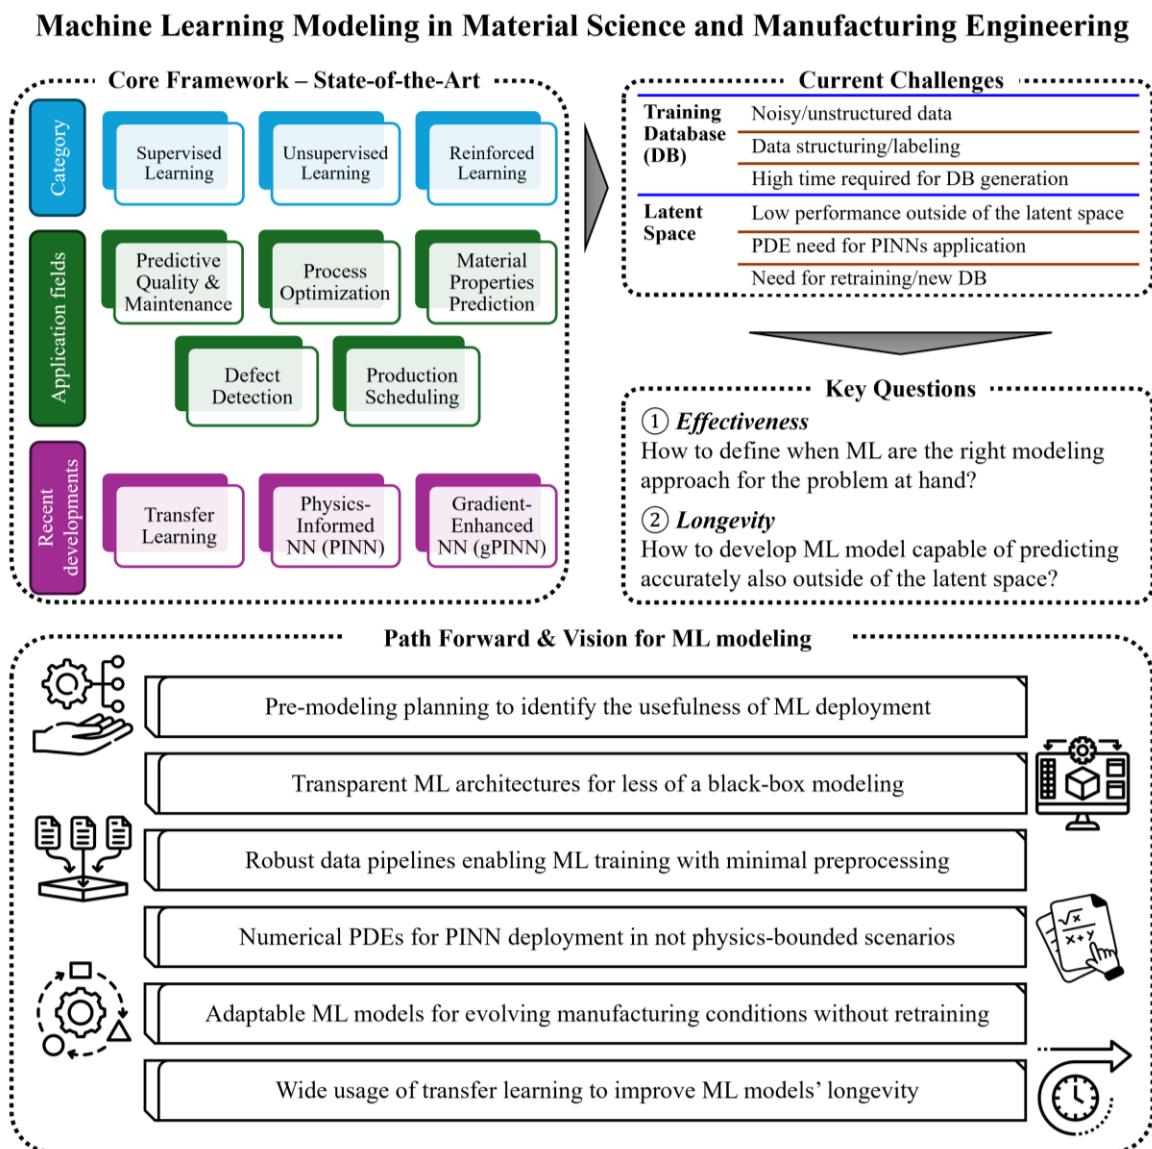 Machine Learning Modeling in Material Science and Manufacturing Engineering
Core Framework – State-of-the-Art
Category
Supervised
Learning
Unsupervised
Learning
Reinforced
Learning
Application fields
Predictive
Quality &
Maintenance
Process
Optimization
Material
Properties
Prediction
Defect
Detection
Production
Scheduling
Recent
developments
Transfer
Learning
Physics-
Informed
NN (PINN)
Gradient-
Enhanced
NN (gPINN)
Current Challenges
Training
Database
(DB)
Noisy/unstructured data
Data structuring/labeling
High time required for DB generation
Latent
Space
Low performance outside of the latent space
PDE need for PINNs application
Need for retraining/new DB
Key Questions
① Effectiveness
How to define when ML are the right modeling
approach for the problem at hand?
② Longevity
How to develop ML model capable of predicting
accurately also outside of the latent space?
Path Forward & Vision for ML modeling
Pre-modeling planning to identify the usefulness of ML deployment
Transparent ML architectures for less of a black-box modeling
Robust data pipelines enabling ML training with minimal preprocessing
Numerical PDEs for PINN deployment in not physics-bounded scenarios
√x
x+y
Adaptable ML models for evolving manufacturing conditions without retraining
Wide usage of transfer learning to improve ML models’ longevity